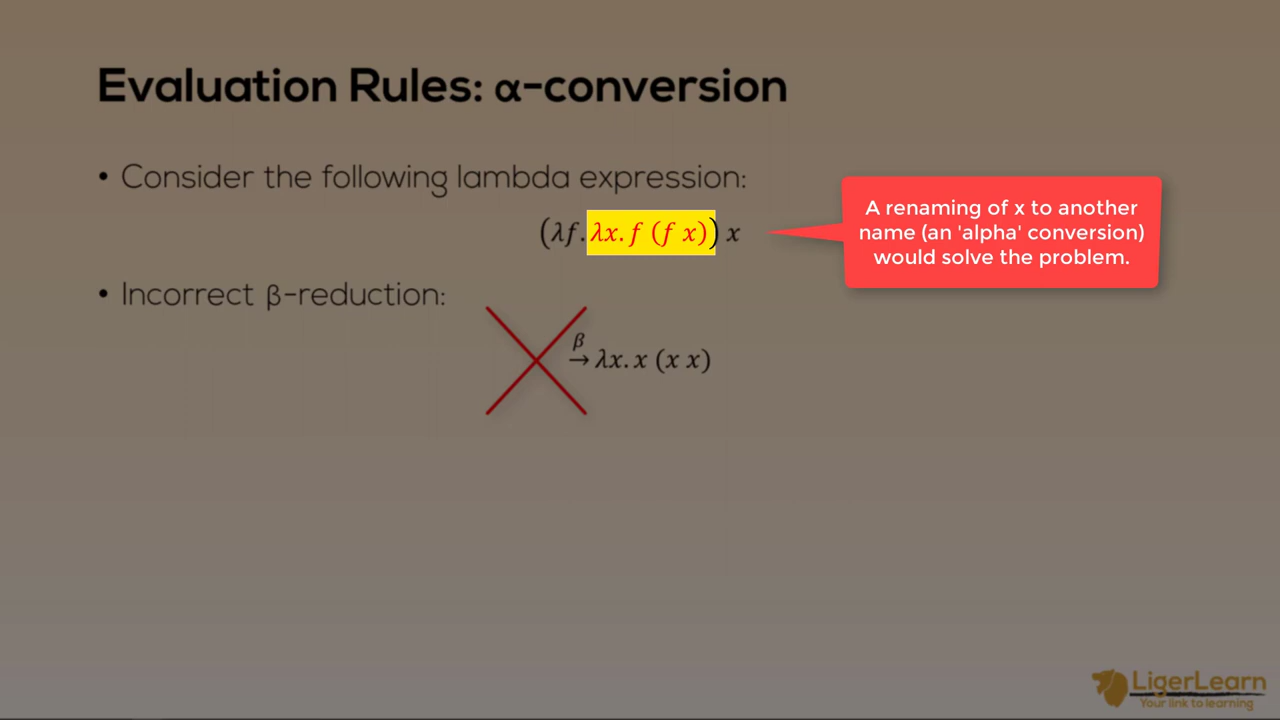 Evaluation Rules: α-conversion
• Consider the following lambda expression:
(λf.λx.f (f x)) x
A renaming of x to another
name (an 'alpha' conversion)
would solve the problem.
• Incorrect β-reduction:
β
→ λx.x (x x)
LigerLearn
Your link to learning